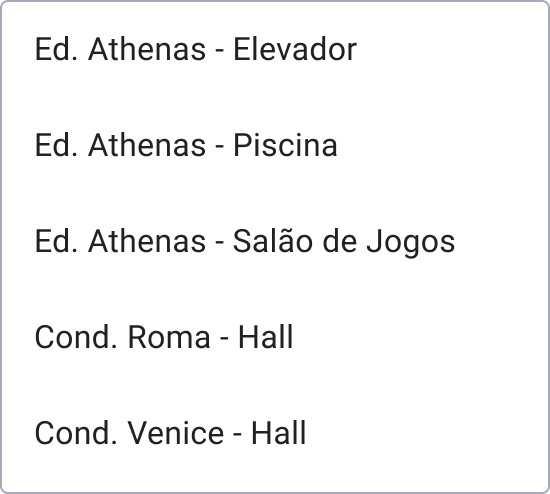 Ed. Athenas - Elevador
Ed. Athenas - Piscina
Ed. Athenas - Salão de Jogos
Cond. Roma - Hall
Cond. Venice - Hall